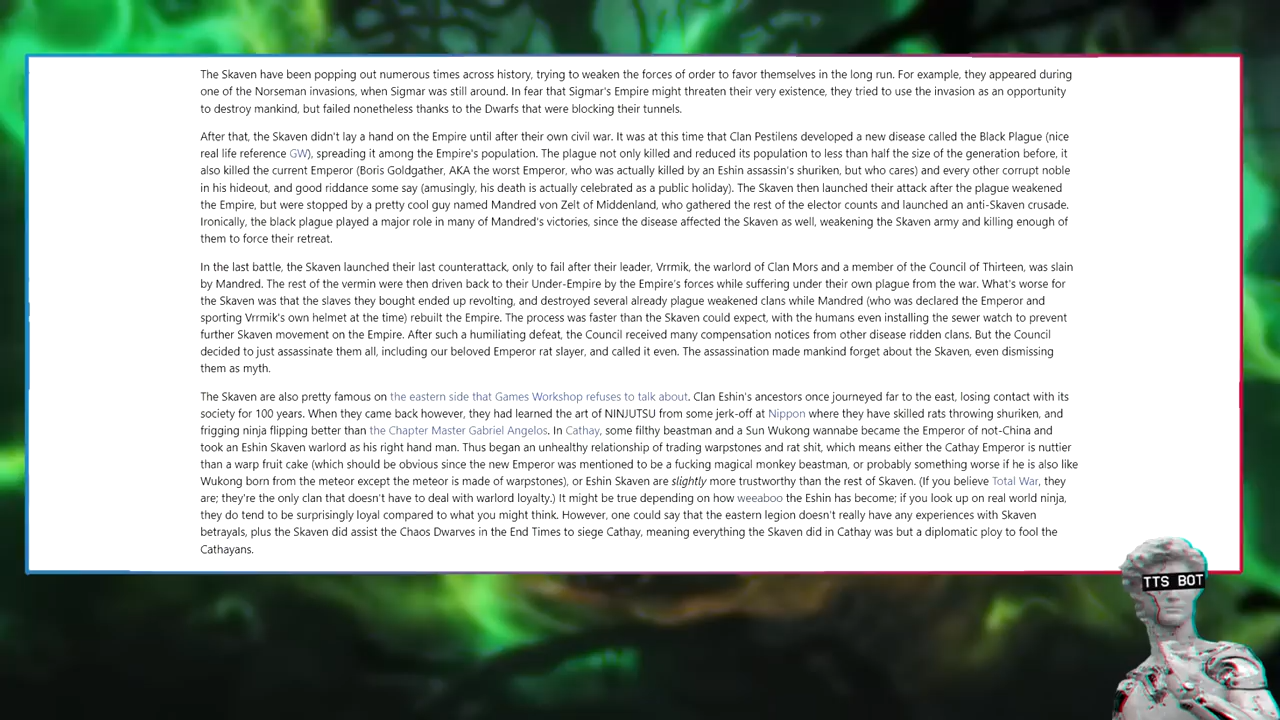 The Skaven have been popping out numerous times across history, trying to weaken the forces of order to favor themselves in the long run. For example, they appeared during
one of the Norseman invasions, when Sigmar was still around. In fear that Sigmar's Empire might threaten their very existence, they tried to use the invasion as an opportunity
to destroy mankind, but failed nonetheless thanks to the Dwarfs that were blocking their tunnels.
After that, the Skaven didn't lay a hand on the Empire until after their own civil war. It was at this time that Clan Pestilens developed a new disease called the Black Plague (nice
real life reference GW), spreading it among the Empire's population. The plague not only killed and reduced its population to less than half the size of the generation before, it
also killed the current Emperor (Boris Goldgather, AKA the worst Emperor, who was actually killed by an Eshin assassin's shuriken, but who cares) and every other corrupt noble
in his hideout, and good riddance some say (amusingly, his death is actually celebrated as a public holiday). The Skaven then launched their attack after the plague weakened
the Empire, but were stopped by a pretty cool guy named Mandred von Zelt of Middenland, who gathered the rest of the elector counts and launched an anti-Skaven crusade.
Ironically, the black plague played a major role in many of Mandred's victories, since the disease affected the Skaven as well, weakening the Skaven army and killing enough of
them to force their retreat.
In the last battle, the Skaven launched their last counterattack, only to fail after their leader, Vrrmik, the warlord of Clan Mors and a member of the Council of Thirteen, was slain
by Mandred. The rest of the vermin were then driven back to their Under-Empire by the Empire's forces while suffering under their own plague from the war. What's worse for
the Skaven was that the slaves they bought ended up revolting, and destroyed several already plague weakened clans while Mandred (who was declared the Emperor and
sporting Vrrmik's own helmet at the time) rebuilt the Empire. The process was faster than the Skaven could expect, with the humans even installing the sewer watch to prevent
further Skaven movement on the Empire. After such a humiliating defeat, the Council received many compensation notices from other disease ridden clans. But the Council
decided to just assassinate them all, including our beloved Emperor rat slayer, and called it even. The assassination made mankind forget about the Skaven, even dismissing
them as myth.
The Skaven are also pretty famous on the eastern side that Games Workshop refuses to talk about. Clan Eshin's ancestors once journeyed far to the east, losing contact with its
society for 100 years. When they came back however, they had learned the art of NINJUTSU from some jerk-off at Nippon where they have skilled rats throwing shuriken, and
frigging ninja flipping better than the Chapter Master Gabriel Angelos. In Cathay, some filthy beastman and a Sun Wukong wannabe became the Emperor of not-China and
took an Eshin Skaven warlord as his right hand man. Thus began an unhealthy relationship of trading warpstones and rat shit, which means either the Cathay Emperor is nuttier
than a warp fruit cake (which should be obvious since the new Emperor was mentioned to be a fucking magical monkey beastman, or probably something worse if he is also like
Wukong born from the meteor except the meteor is made of warpstones), or Eshin Skaven are slightly more trustworthy than the rest of Skaven. (If you believe Total War, they
are; they're the only clan that doesn't have to deal with warlord loyalty.) It might be true depending on how weeaboo the Eshin has become; if you look up on real world ninja,
they do tend to be surprisingly loyal compared to what you might think. However, one could say that the eastern legion doesn't really have any experiences with Skaven
betrayals, plus the Skaven did assist the Chaos Dwarves in the End Times to siege Cathay, meaning everything the Skaven did in Cathay was but a diplomatic ploy to fool the
Cathayans.
TTS BOT